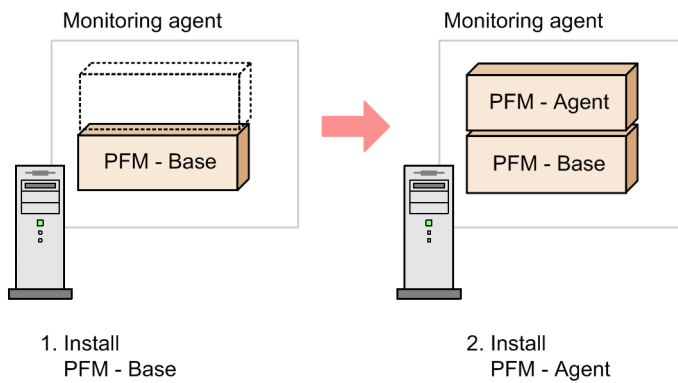 Monitoring agent
PFM - Base
1. Install
PFM - Base
Monitoring agent
PFM - Agent
PFM - Base
2. Install
PFM - Agent